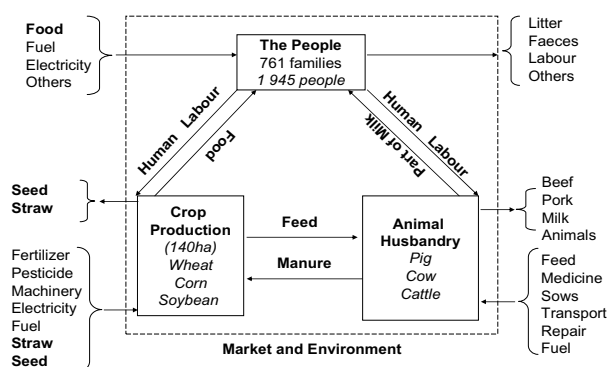 Food
Fuel
Electricity
Others
The People
761 families
1 945 people
Litter
Faeces
Labour
Others
Human Labour
Food
Part of Milk
Human Labour
Seed
Straw
Crop
Production
(140ha)
Wheat
Corn
Soybean
Feed
Manure
Animal
Husbandry
Pig
Cow
Cattle
Beef
Pork
Milk
Animals
Fertilizer
Pesticide
Machinery
Electricity
Fuel
Straw
Seed
Feed
Medicine
Sows
Transport
Repair
Fuel
Market and Environment